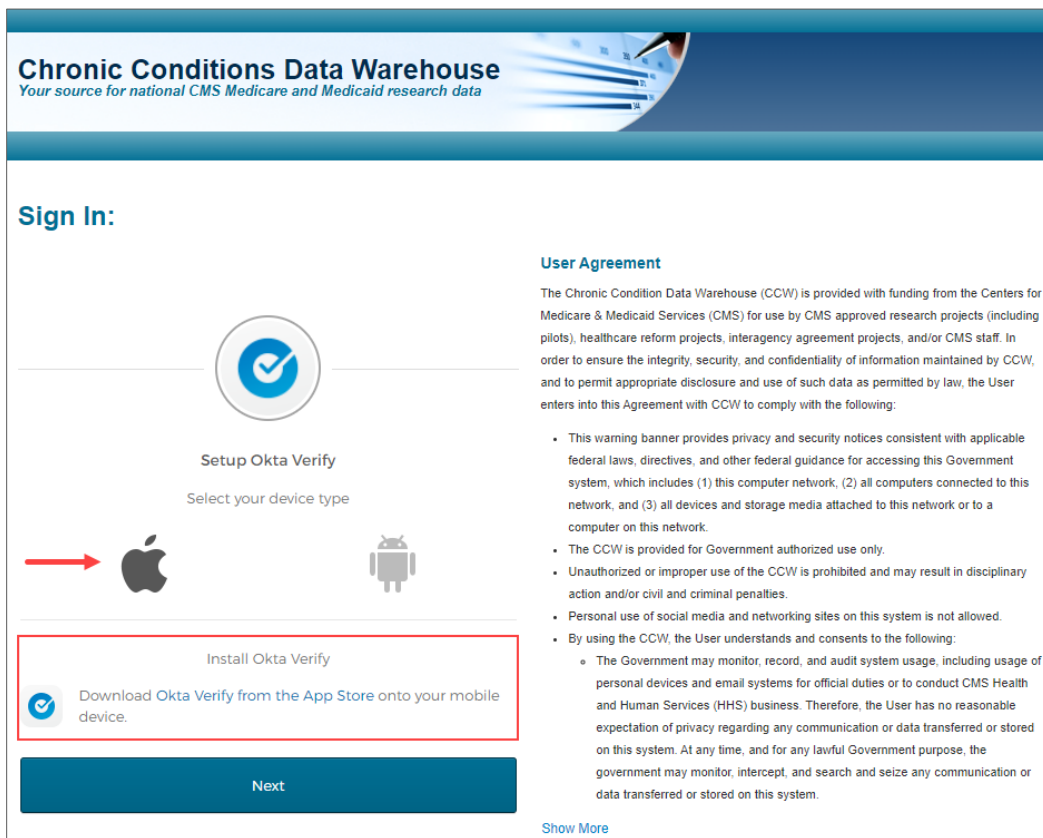 Chronic Conditions Data Warehouse
Your source for national CMS Medicare and Medicaid research data
Sign In:
Setup Okta Verify
Select your device type
Install Okta Verify
Download Okta Verify from the App Store onto your mobile
device.
Next
User Agreement
The Chronic Condition Data Warehouse (CCW) is provided with funding from the Centers for
Medicare & Medicaid Services (CMS) for use by CMS approved research projects (including
pilots), healthcare reform projects, interagency agreement projects, and/or CMS staff. In
order to ensure the integrity, security, and confidentiality of information maintained by CCW,
and to permit appropriate disclosure and use of such data as permitted by law, the User
enters into this Agreement with CCW to comply with the following:
• This warning banner provides privacy and security notices consistent with applicable
federal laws, directives, and other federal guidance for accessing this Government
system, which includes (1) this computer network, (2) all computers connected to this
network, and (3) all devices and storage media attached to this network or to a
computer on this network.
• The CCW is provided for Government authorized use only.
• Unauthorized or improper use of the CCW is prohibited and may result in disciplinary
action and/or civil and criminal penalties.
• Personal use of social media and networking sites on this system is not allowed.
• By using the CCW, the User understands and consents to the following:
o The Government may monitor, record, and audit system usage, including usage of
personal devices and email systems for official duties or to conduct CMS Health
and Human Services (HHS) business. Therefore, the User has no reasonable
expectation of privacy regarding any communication or data transferred or stored
on this system. At any time, and for any lawful Government purpose, the
government may monitor, intercept, and search and seize any communication or
data transferred or stored on this system.
Show More